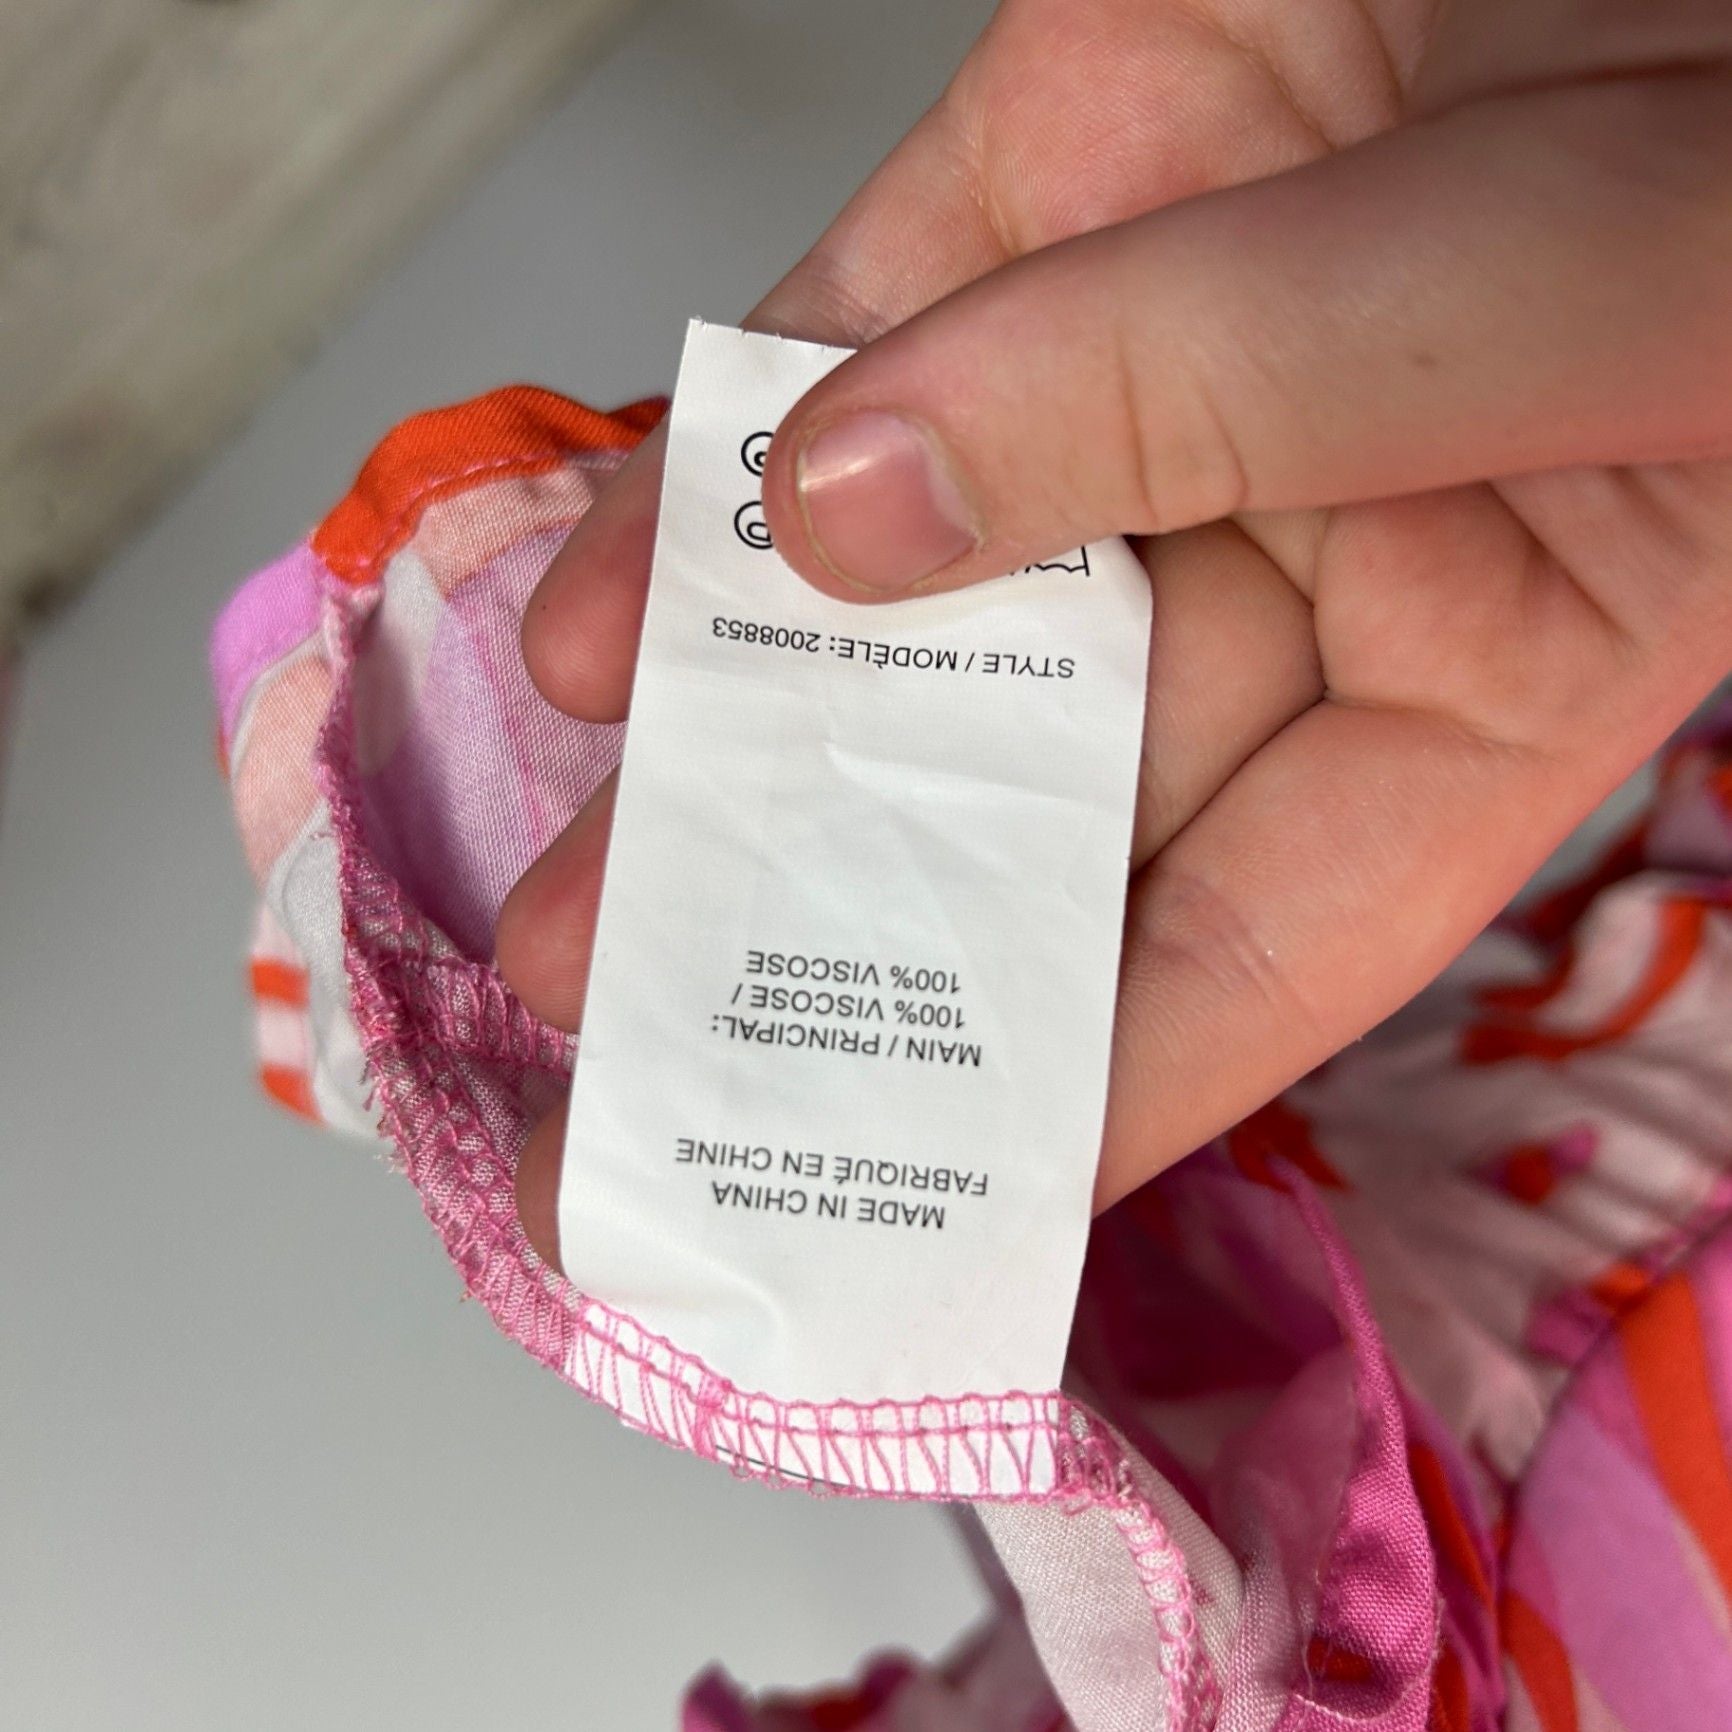 MADE IN CHINA
FABRIQUÉ EN CHINE
MAIN / PRINCIPAL:
100% VISCOSE /
100% VISCOSE
STYLE / MODÈLE: 2008853